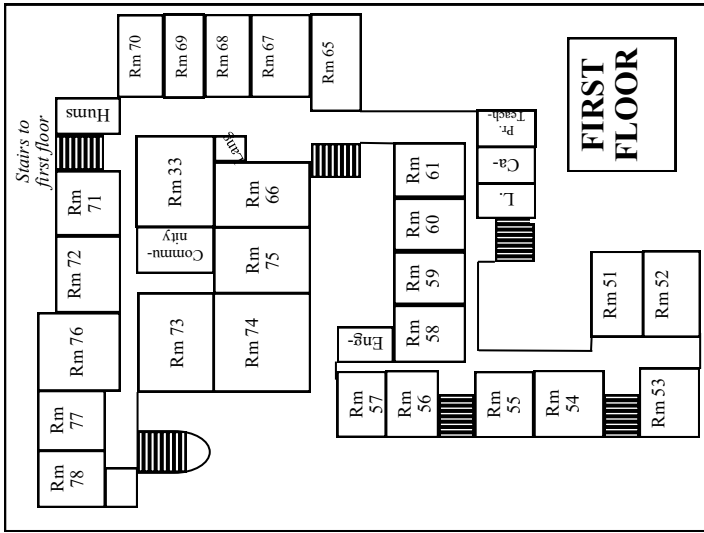 Rm 70
Rm 69
Rm 68
Rm 67
Rm 65
FIRST
FLOOR
Hums
Pr.
Teach-
Stairs to
first floor
Lang
Rm 33
Rm
66
Rm
61
Ca-
L.
Rm
71
Commu-
nity
Rm
75
Rm
60
Rm
72
Rm
59
Rm 51
Rm 52
Rm 76
Rm 73
Rm 74
Eng-
Rm
58
Rm
77
Rm
57
Rm
56
Rm
55
Rm
54
Rm 53
Rm
78